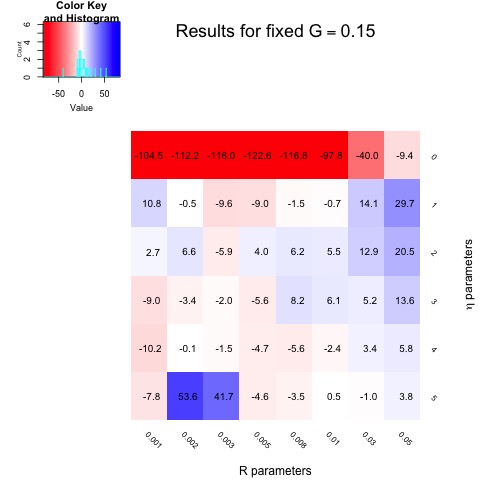 Color Key
and Histogram
Results for fixed G = 0.15
Count
0 2 4 6
-50 0 50
Value
-104.5 -112.2 -116.0 -122.6 -116.8 -97.8 -40.0 -9.4 0
10.8 -0.5 -9.6 -9.0 -1.5 -0.7 14.1 29.7 1
2.7 6.6 -5.9 4.0 6.2 5.5 12.9 20.5 2
-9.0 -3.4 -2.0 -5.6 8.2 6.1 5.2 13.6 3
-10.2 -0.1 -1.5 -4.7 -5.6 -2.4 3.4 5.8 4
-7.8 53.6 41.7 -4.6 -3.5 0.5 -1.0 3.8 5
η parameters
0.001 0.002 0.003 0.005 0.008 0.01 0.03 0.05
R parameters